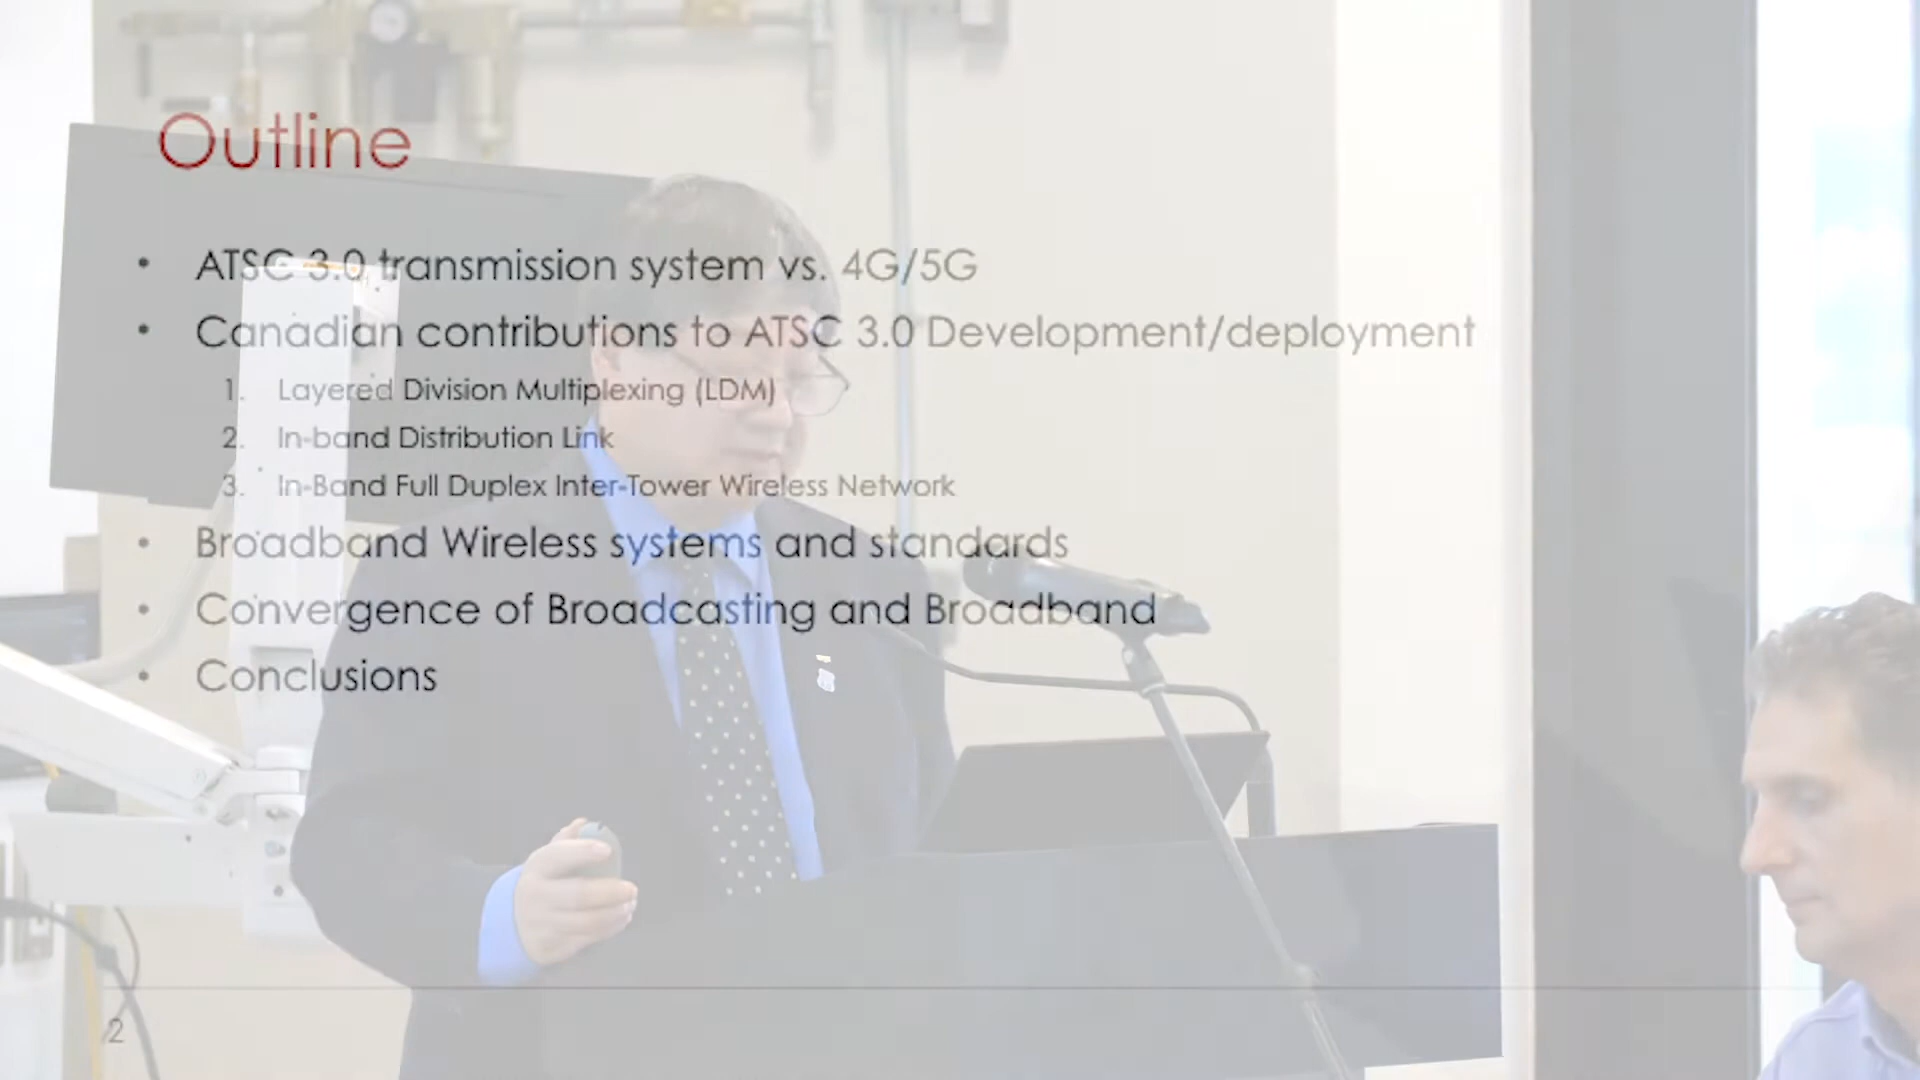 Outline
• ATSC 3.0 transmission system vs. 4G/5G
• Canadian contributions to ATSC 3.0 Development/deployment
1. Layered Division Multiplexing (LDM)
2. In-band Distribution Link
3. In-Band Full Duplex Inter-Tower Wireless Network
• Broadband Wireless systems and standards
• Convergence of Broadcasting and Broadband
• Conclusions
2